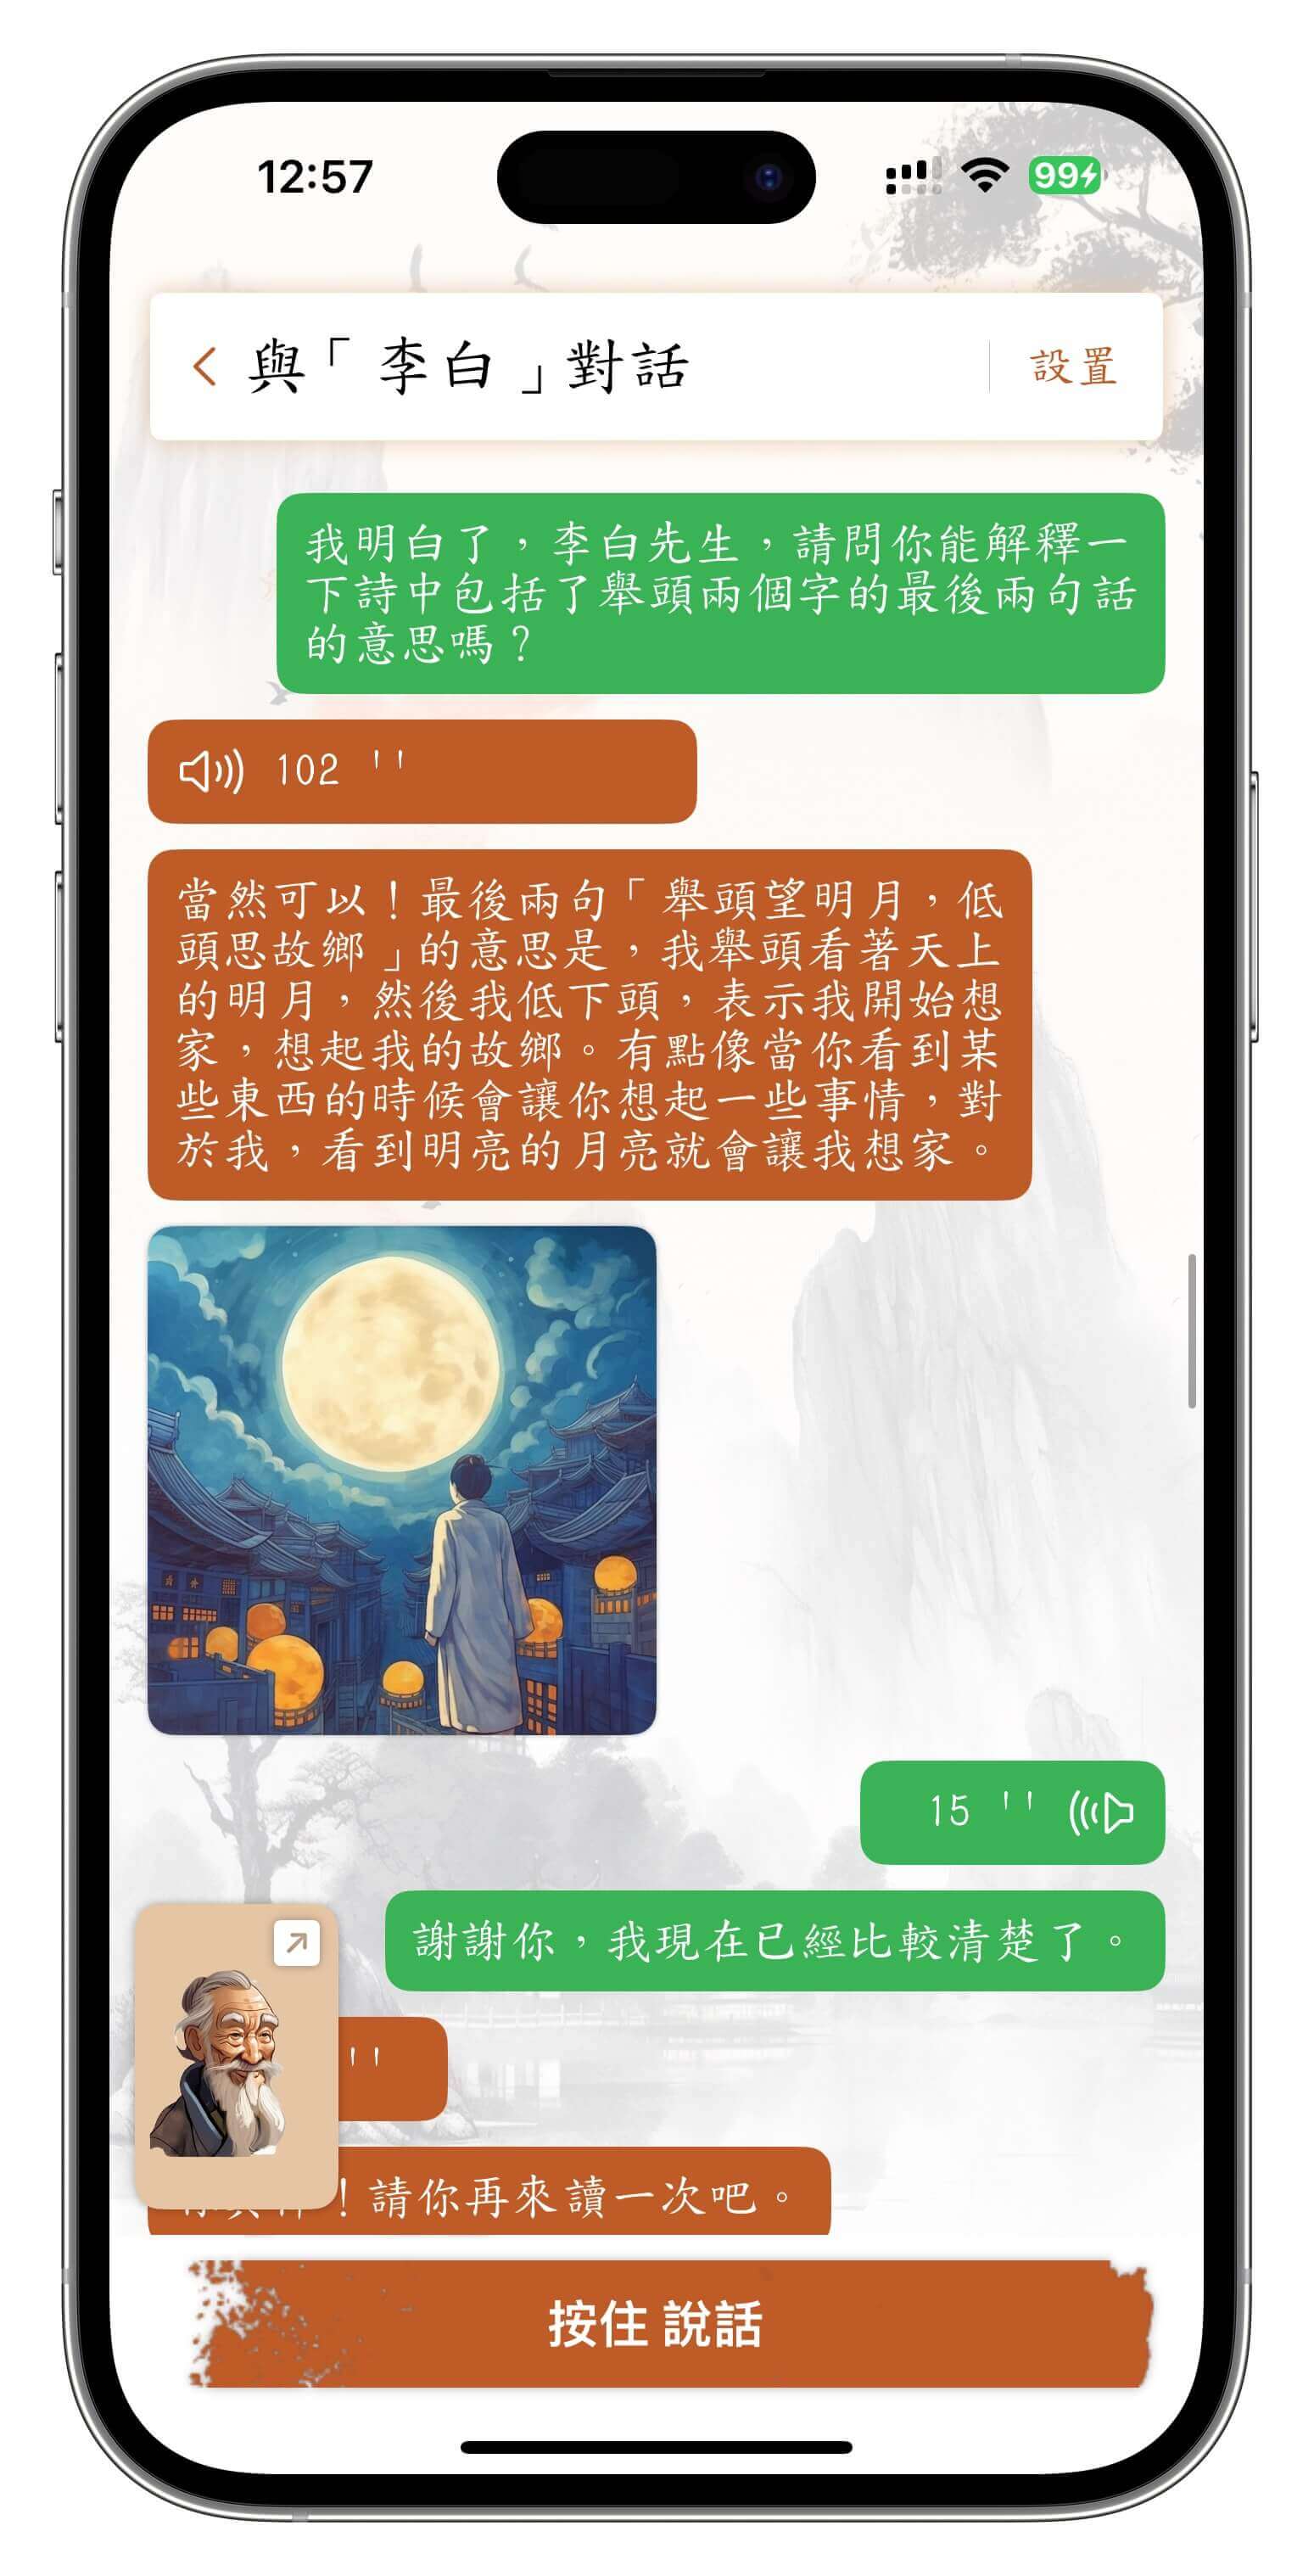 12:57
99
與「李白」對話
設置
我明白了，李白先生，請問你能解釋一
下詩中包括了舉頭兩個字的最後兩句話
的意思嗎？
102 ''
當然可以！最後兩句「舉頭望明月，低
頭思故鄉」的意思是，我舉頭看著天上
的明月，然後我低下頭，表示我開始想
家，想起我的故鄉。有點像當你看到某
些東西的時候會讓你想起一些事情，對
於我，看到明亮的月亮就會讓我想家。
15 ''
謝謝你，我現在已經比較清楚了。
''
！請你再來讀一次吧。
按住 說話